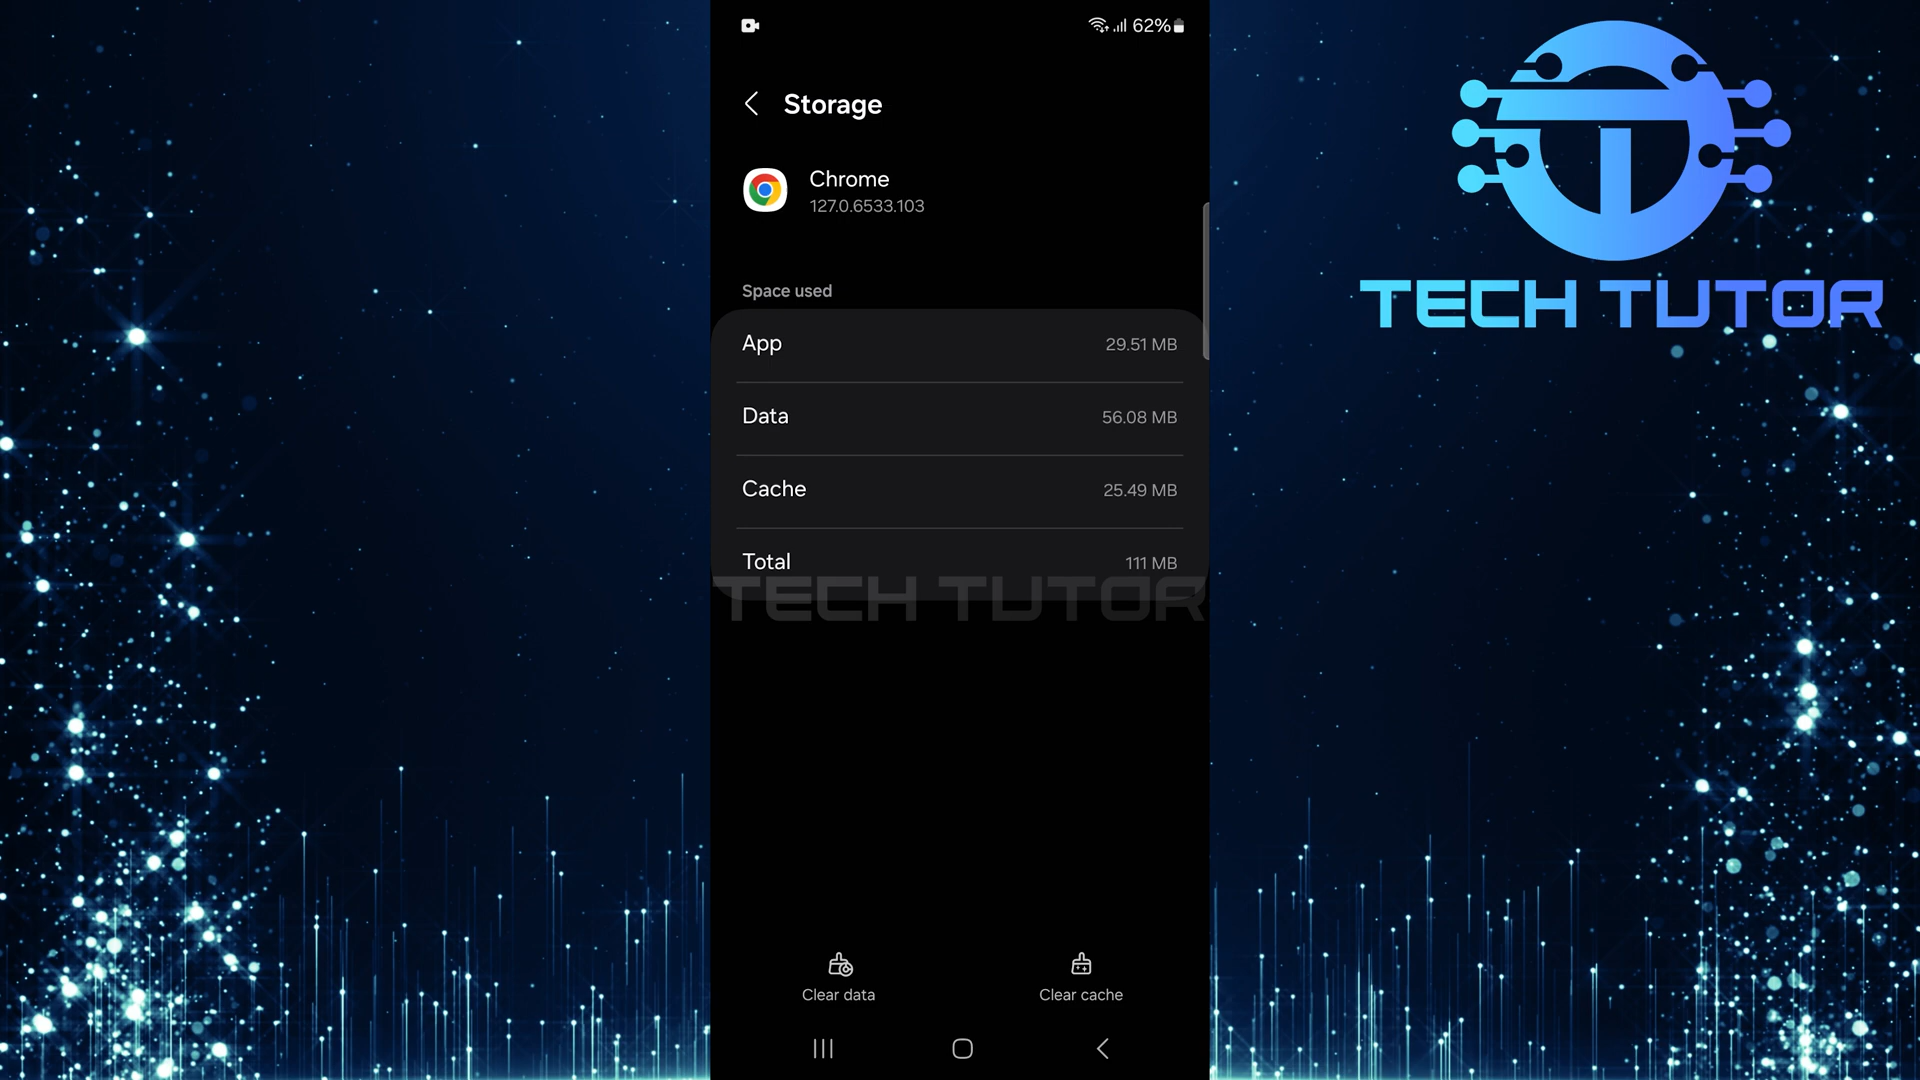 62%
Storage
Chrome
127.0.6533.103
Space used
App 29.51 MB
Data 56.08 MB
Cache 25.49 MB
Total 111 MB
TECH TUTOR
Clear data Clear cache
TECH TUTOR